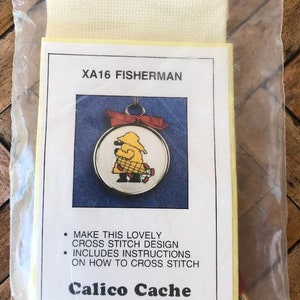 XA16 FISHERMAN
• MAKE THIS LOVELY
CROSS STITCH DESIGN
• INCLUDES INSTRUCTIONS
ON HOW TO CROSS STITCH
Calico Cache